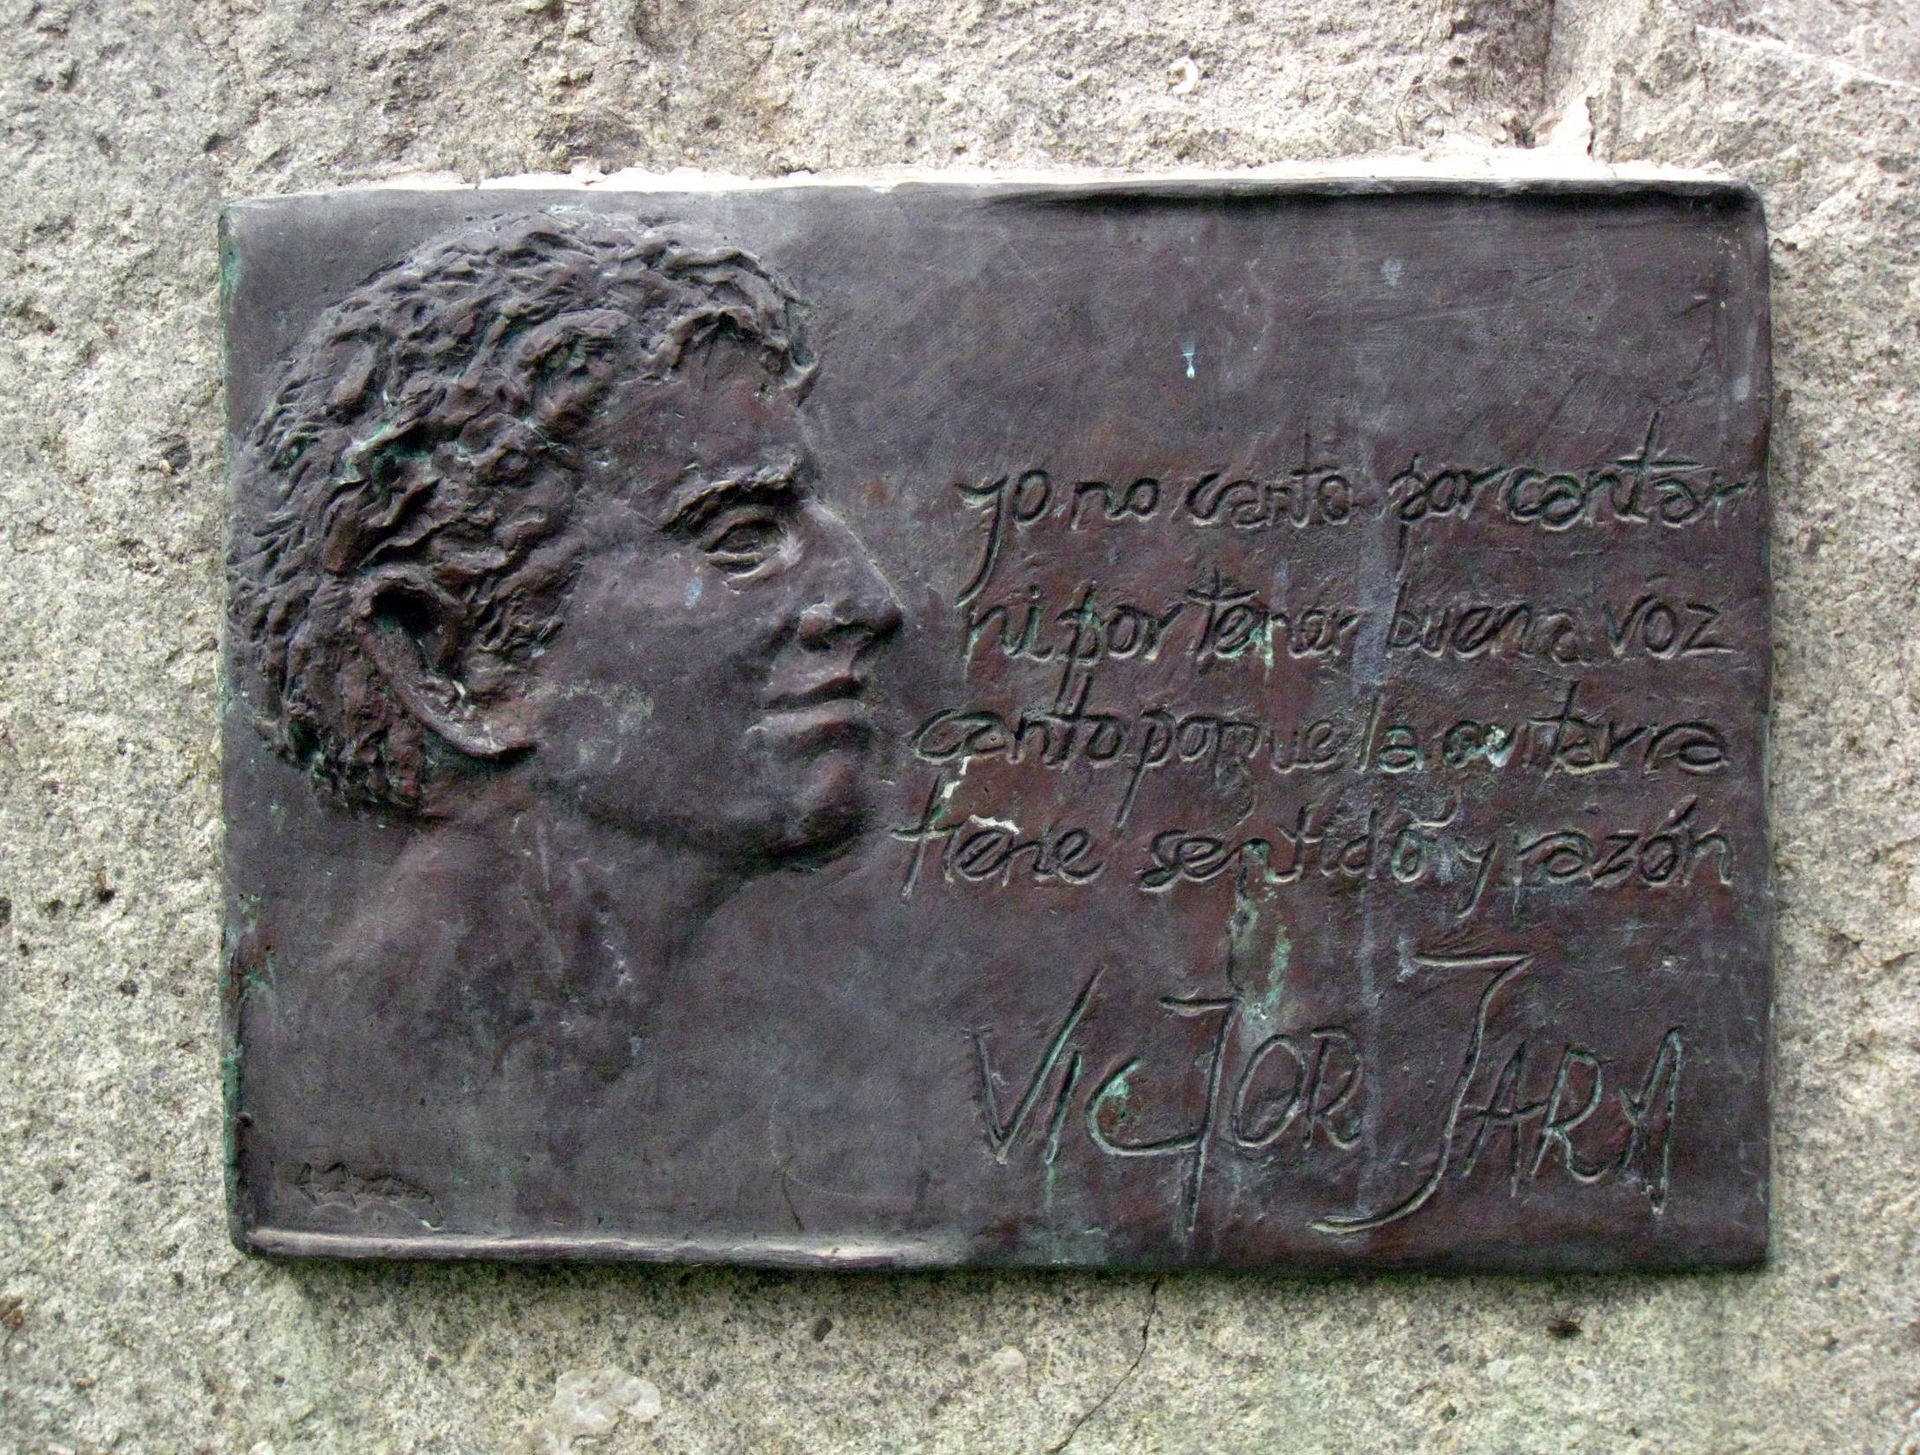 yo no canto por cantar
ni por tener buena voz
canto porque la guitarra
tiene sentido y razón
VICTOR JARA